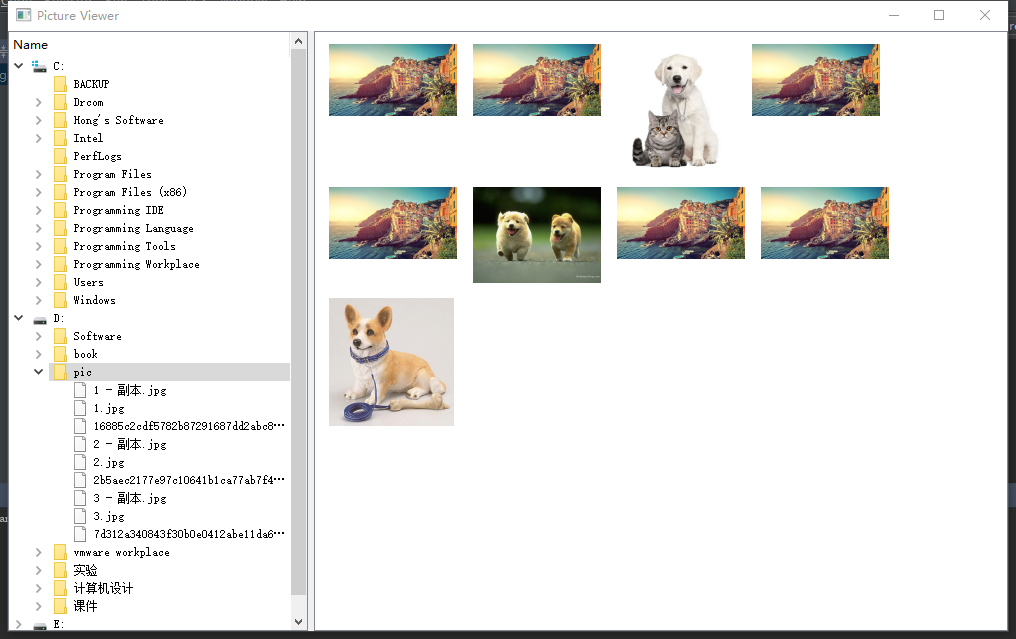 Picture Viewer
Name
C:
BACKUP
Drcom
Hong's Software
Intel
PerfLogs
Program Files
Program Files (x86)
Programming IDE
Programming Language
Programming Tools
Programming Workplace
Users
Windows
D:
Software
book
pic
1 - 副本.jpg
1.jpg
16885c2cdf5782b87291687dd2abc8…
2 - 副本.jpg
2.jpg
2b5aec2177e97c10641b1ca77ab7f4…
3 - 副本.jpg
3.jpg
7d312a340843f30b0e0412abe11da6…
vmware workplace
实验
计算机设计
课件
E: